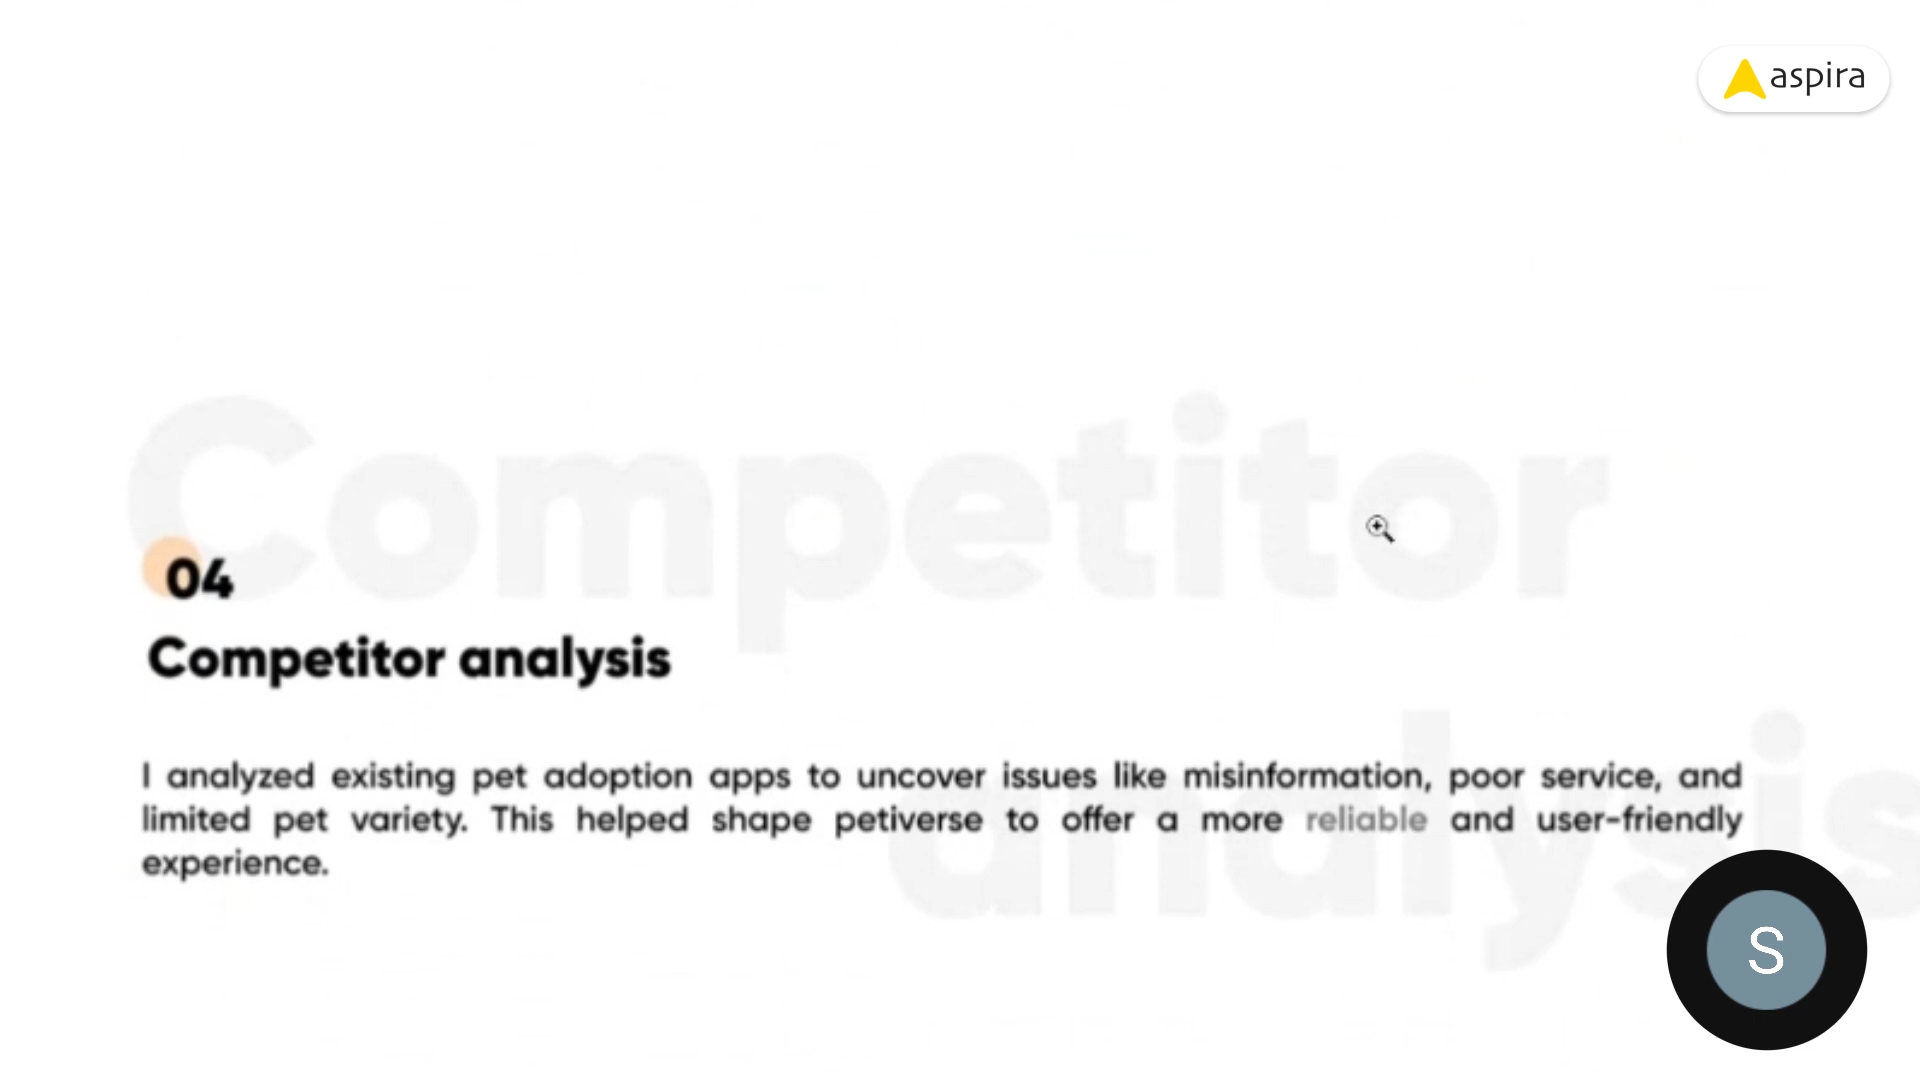 aspira
Competitor
04
Competitor analysis
analysis
I analyzed existing pet adoption apps to uncover issues like misinformation, poor service, and
limited pet variety. This helped shape petiverse to offer a more reliable and user-friendly
experience.
S